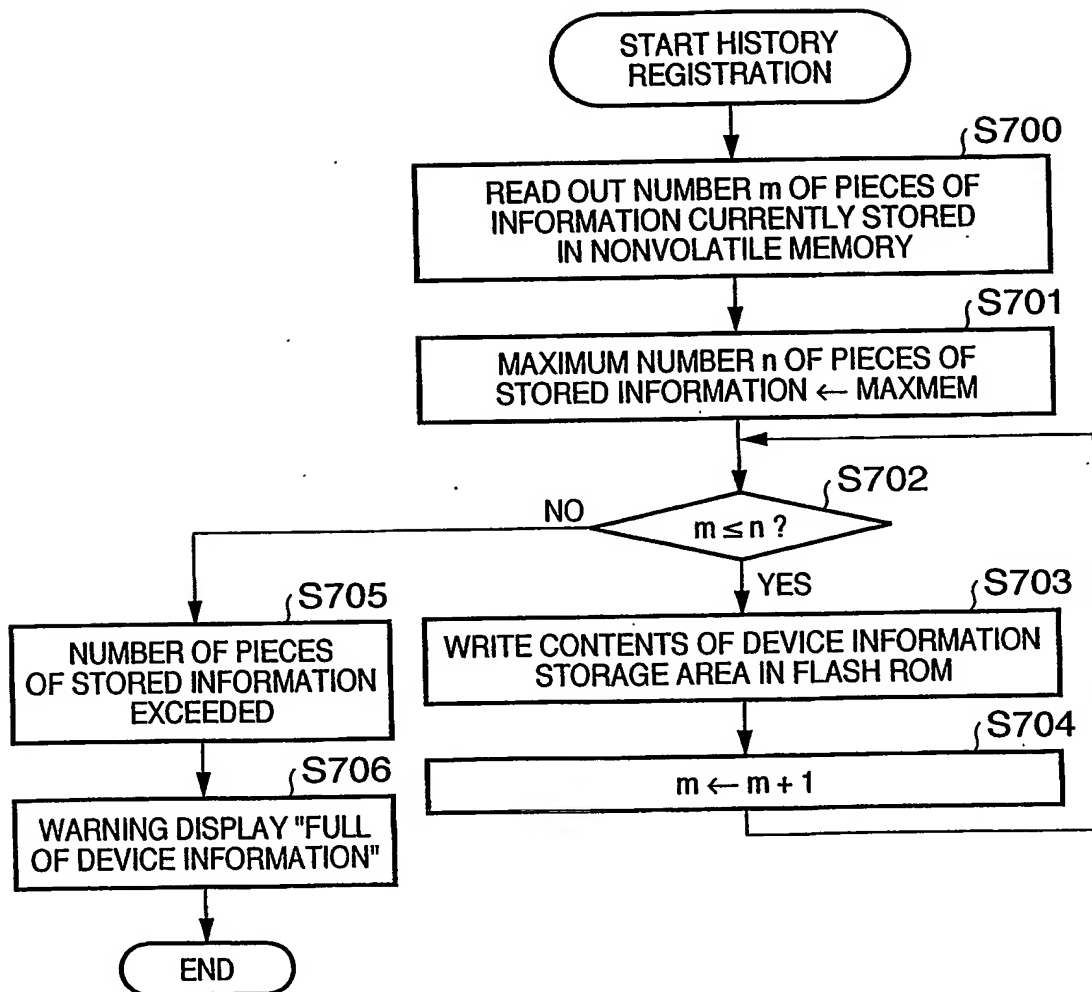 START HISTORY
REGISTRATION
S700
READ OUT NUMBER m OF PIECES OF
INFORMATION CURRENTLY STORED
IN NONVOLATILE MEMORY
S701
MAXIMUM NUMBER n OF PIECES OF
STORED INFORMATION ← MAXMEM
S702
m ≤ n ?
NO
YES
S703
WRITE CONTENTS OF DEVICE INFORMATION
STORAGE AREA IN FLASH ROM
S704
m ← m + 1
S705
NUMBER OF PIECES
OF STORED INFORMATION
EXCEEDED
S706
WARNING DISPLAY "FULL
OF DEVICE INFORMATION"
END